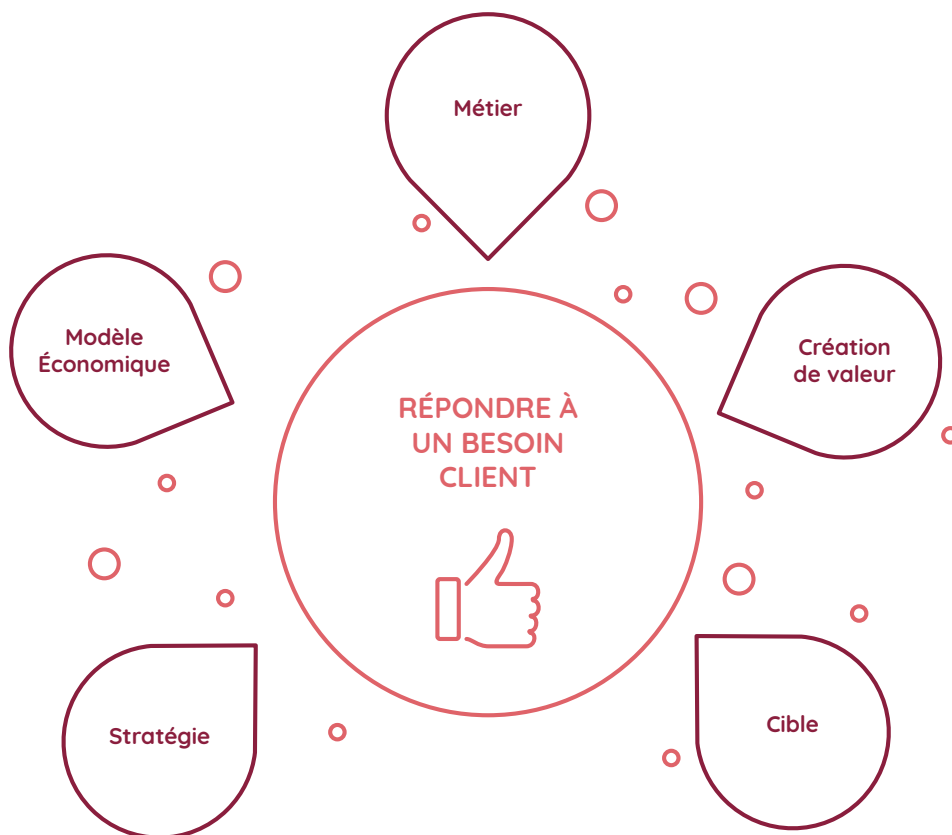 Métier
Modèle
Économique
Création
de valeur
RÉPONDRE À
UN BESOIN
CLIENT
Stratégie
Cible